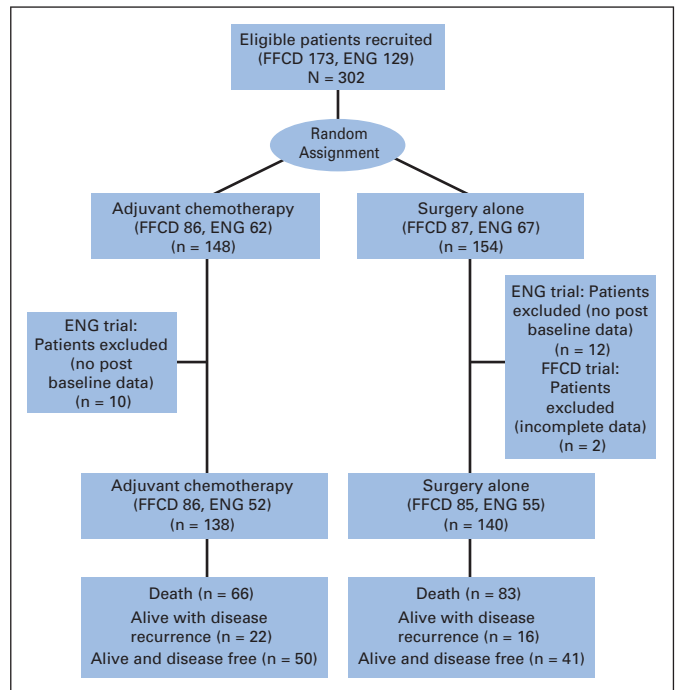 Eligible patients recruited
(FFCD 173, ENG 129)
N = 302
Random
Assignment
Adjuvant chemotherapy
(FFCD 86, ENG 62)
(n = 148)
Surgery alone
(FFCD 87, ENG 67)
(n = 154)
ENG trial:
Patients excluded
(no post
baseline data)
(n = 10)
ENG trial: Patients
excluded (no post
baseline data)
(n = 12)
FFCD trial:
Patients
excluded
(incomplete data)
(n = 2)
Adjuvant chemotherapy
(FFCD 86, ENG 52)
(n = 138)
Surgery alone
(FFCD 85, ENG 55)
(n = 140)
Death (n = 66)
Alive with disease
recurrence (n = 22)
Alive and disease free (n = 50)
Death (n = 83)
Alive with disease
recurrence (n = 16)
Alive and disease free (n = 41)